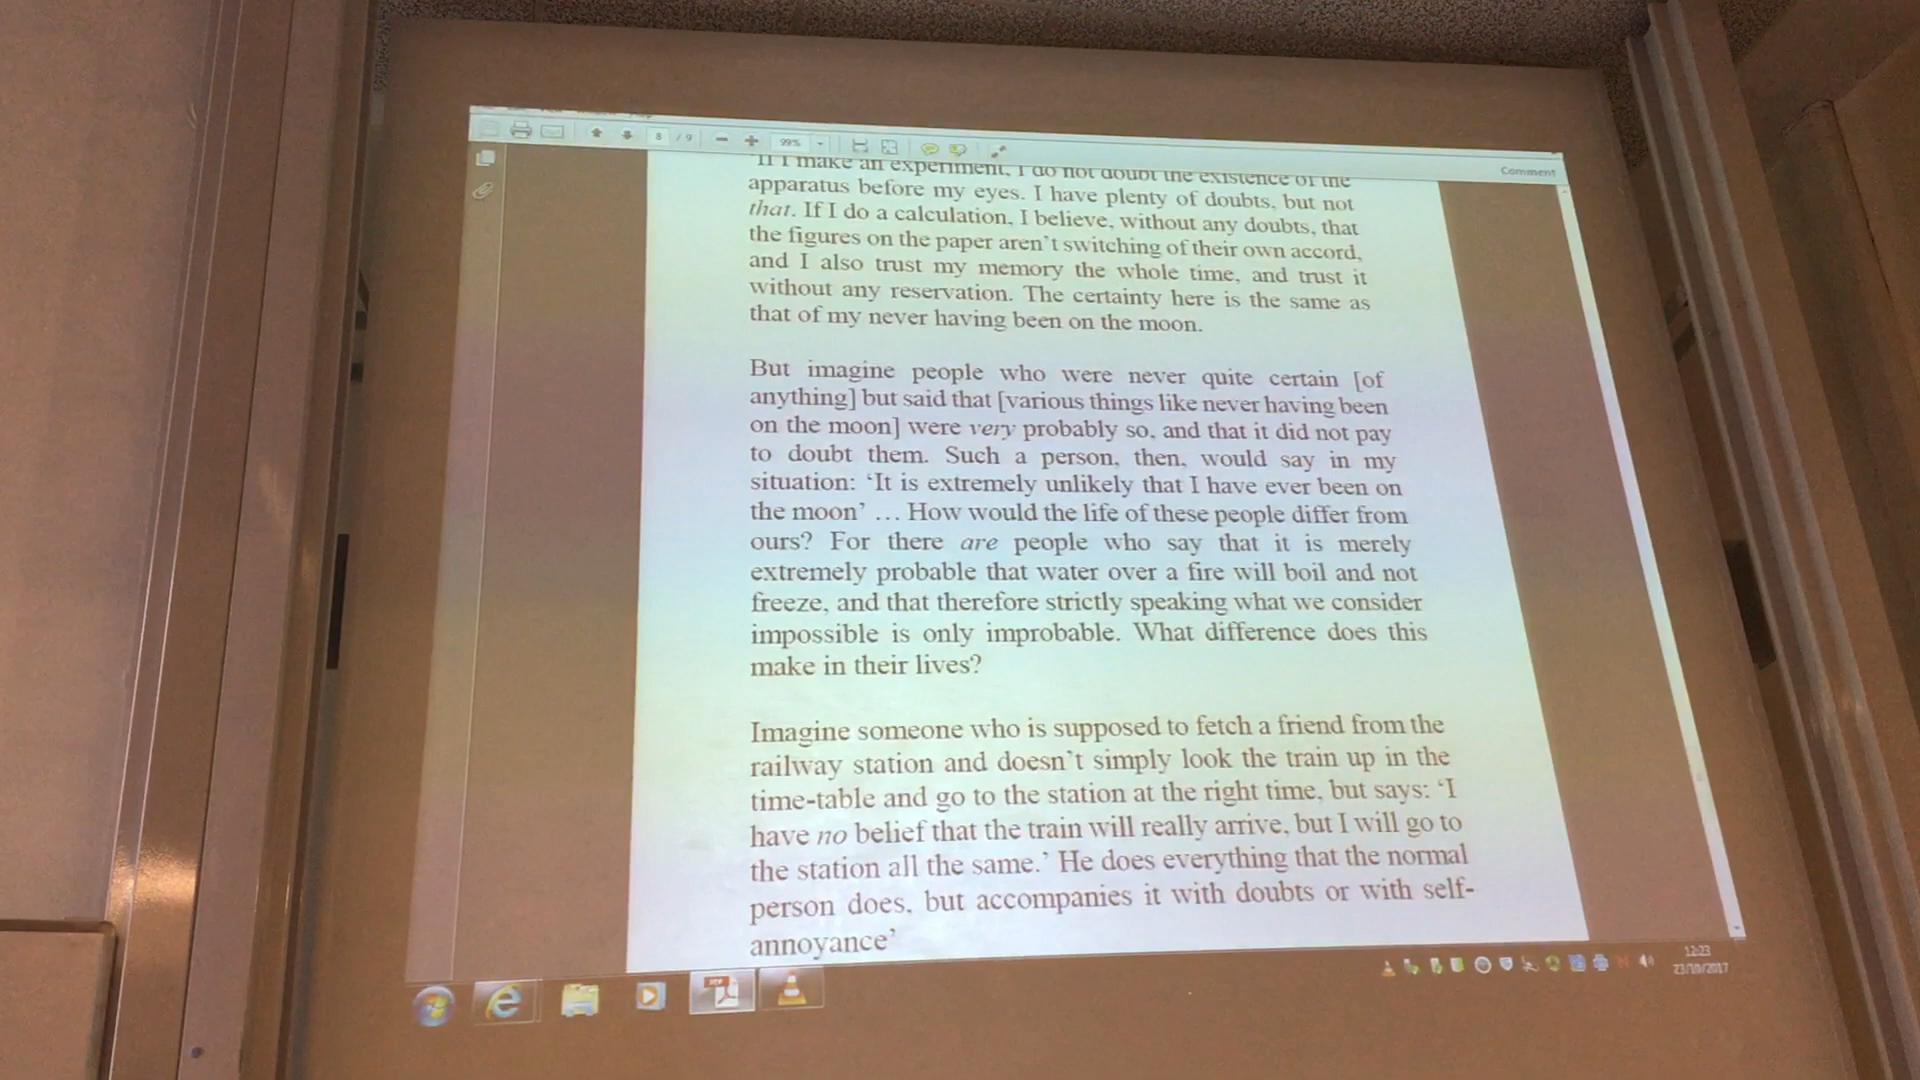 8 / 9
99%
Comment
'If I make an experiment, I do not doubt the existence of the
apparatus before my eyes. I have plenty of doubts, but not
that. If I do a calculation, I believe, without any doubts, that
the figures on the paper aren't switching of their own accord,
and I also trust my memory the whole time, and trust it
without any reservation. The certainty here is the same as
that of my never having been on the moon.
But imagine people who were never quite certain [of
anything] but said that [various things like never having been
on the moon] were very probably so, and that it did not pay
to doubt them. Such a person, then, would say in my
situation: 'It is extremely unlikely that I have ever been on
the moon' … How would the life of these people differ from
ours? For there are people who say that it is merely
extremely probable that water over a fire will boil and not
freeze, and that therefore strictly speaking what we consider
impossible is only improbable. What difference does this
make in their lives?
Imagine someone who is supposed to fetch a friend from the
railway station and doesn't simply look the train up in the
time-table and go to the station at the right time, but says: 'I
have no belief that the train will really arrive, but I will go to
the station all the same.' He does everything that the normal
person does, but accompanies it with doubts or with self-
annoyance'
12:23
23/10/2017